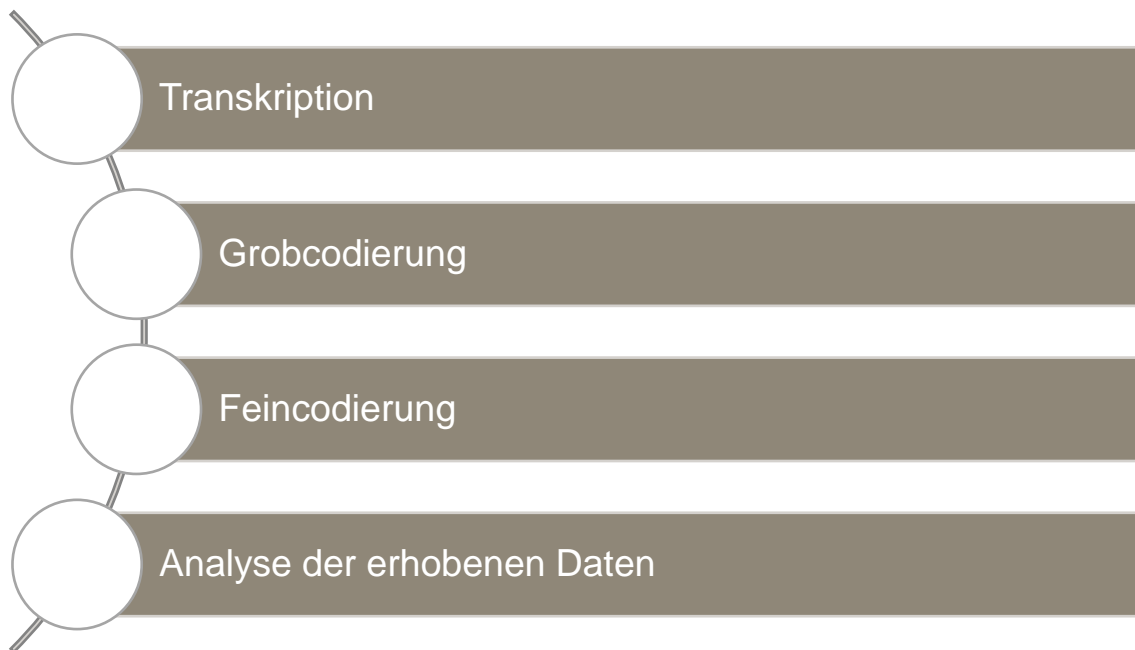 Transkription
Grobcodierung
Feincodierung
Analyse der erhobenen Daten